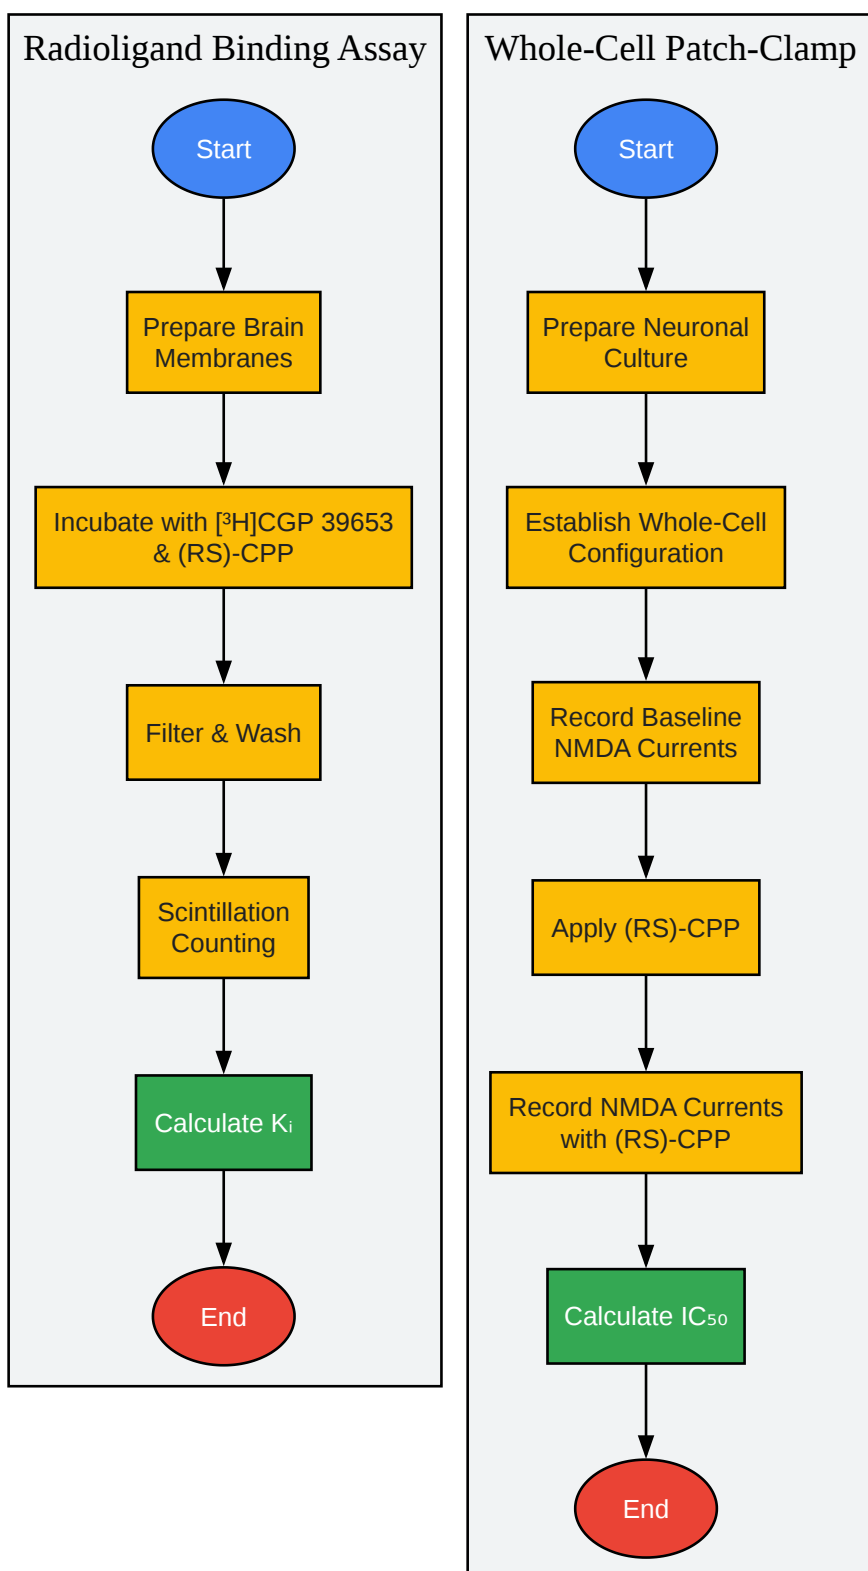 Radioligand Binding Assay
Start
Prepare Brain
Membranes
Incubate with [³H]CGP 39653
& (RS)-CPP
Filter & Wash
Scintillation
Counting
Calculate Kᵢ
End
Whole-Cell Patch-Clamp
Start
Prepare Neuronal
Culture
Establish Whole-Cell
Configuration
Record Baseline
NMDA Currents
Apply (RS)-CPP
Record NMDA Currents
with (RS)-CPP
Calculate IC₅₀
End